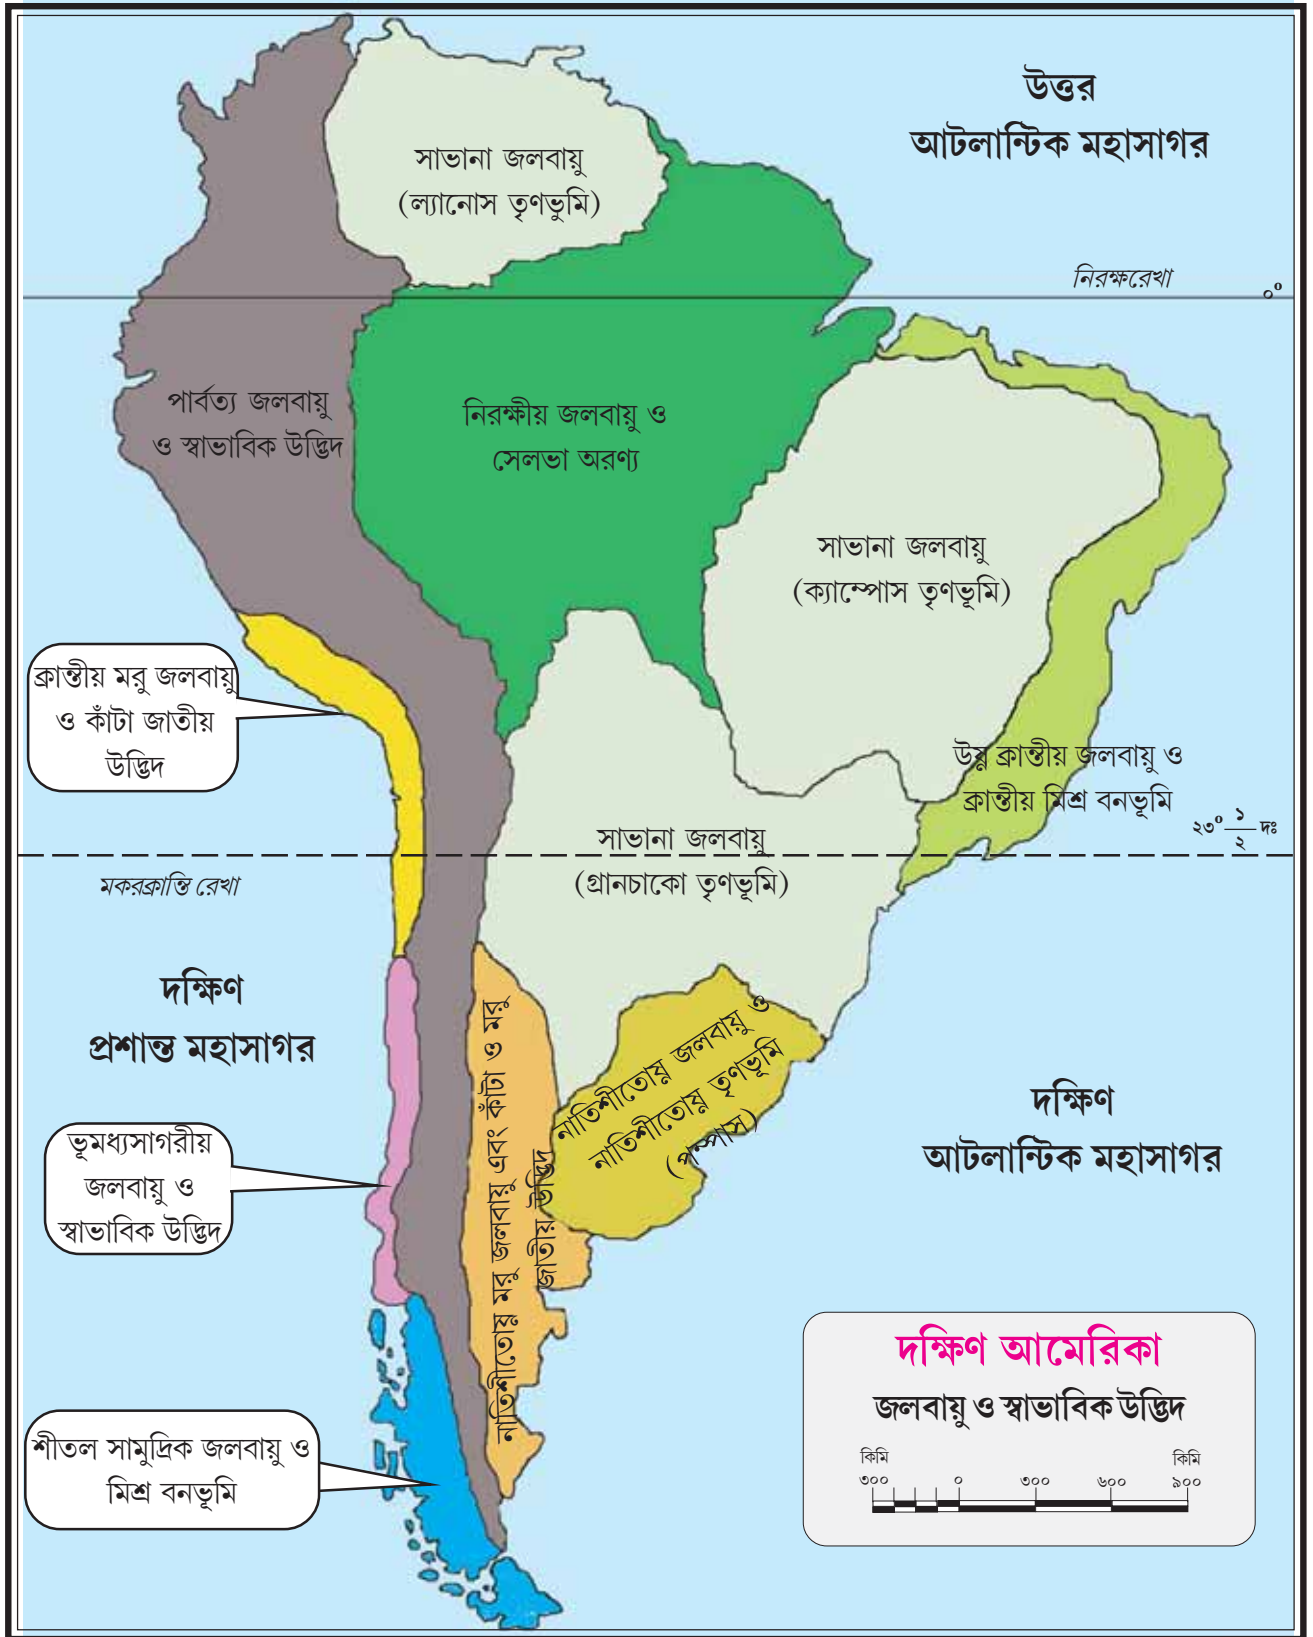 উত্তর
আটলান্টিক মহাসাগর
সাভানা জলবায়ু
(ল্যানোস তৃণভুমি)
নিরক্ষরেখা
০°
পার্বত্য জলবায়ু
ও স্বাভাবিক উদ্ভিদ
নিরক্ষীয় জলবায়ু ও
সেলভা অরণ্য
সাভানা জলবায়ু
(ক্যাম্পোস তৃণভূমি)
ক্রান্তীয় মরু জলবায়ু
ও কাঁটা জাতীয়
উদ্ভিদ
উষ্ণ ক্রান্তীয় জলবায়ু ও
ক্রান্তীয় মিশ্র বনভূমি
২৩° ১/২ দঃ
সাভানা জলবায়ু
(গ্রানচাকো তৃণভূমি)
মকরক্রান্তি রেখা
দক্ষিণ
প্রশান্ত মহাসাগর
নাতিশীতোষ্ণ জলবায়ু ও
নাতিশীতোষ্ণ তৃণভূমি
(পম্পাস)
নাতিশীতোষ্ণ মরু জলবায়ু এবং কাঁটা ও মরু
জাতীয় উদ্ভিদ
দক্ষিণ
আটলান্টিক মহাসাগর
ভূমধ্যসাগরীয়
জলবায়ু ও
স্বাভাবিক উদ্ভিদ
শীতল সামুদ্রিক জলবায়ু ও
মিশ্র বনভূমি
দক্ষিণ আমেরিকা
জলবায়ু ও স্বাভাবিক উদ্ভিদ
কিমি কিমি
৩০০ ০ ৩০০ ৬০০ ৯০০